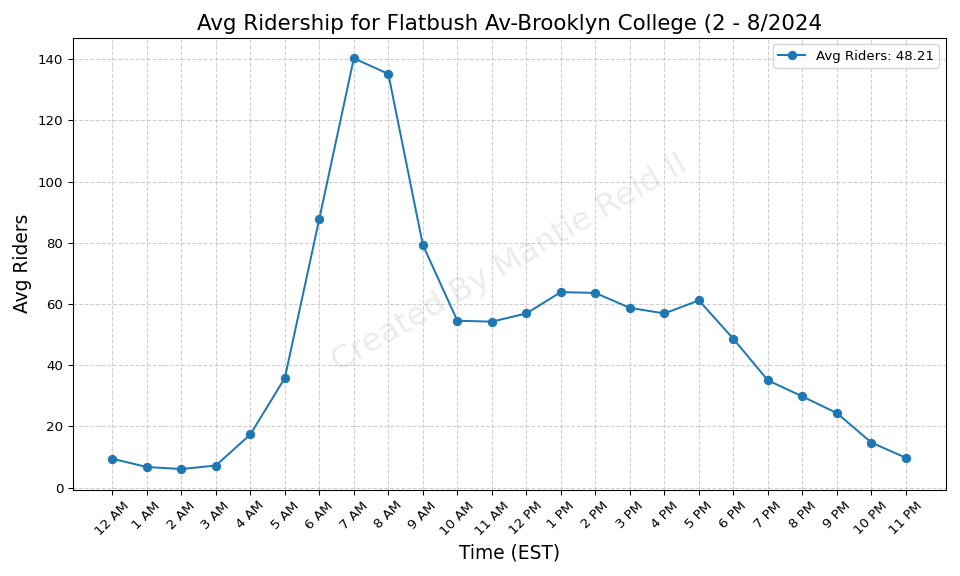 Avg Ridership for Flatbush Av-Brooklyn College (2 - 8/2024
Avg Riders: 48.21
140
120
100
80
60
40
20
0
Avg Riders
Created By Mantie Reid II
12 AM
1 AM
2 AM
3 AM
4 AM
5 AM
6 AM
7 AM
8 AM
9 AM
10 AM
11 AM
12 PM
1 PM
2 PM
3 PM
4 PM
5 PM
6 PM
7 PM
8 PM
9 PM
10 PM
11 PM
Time (EST)